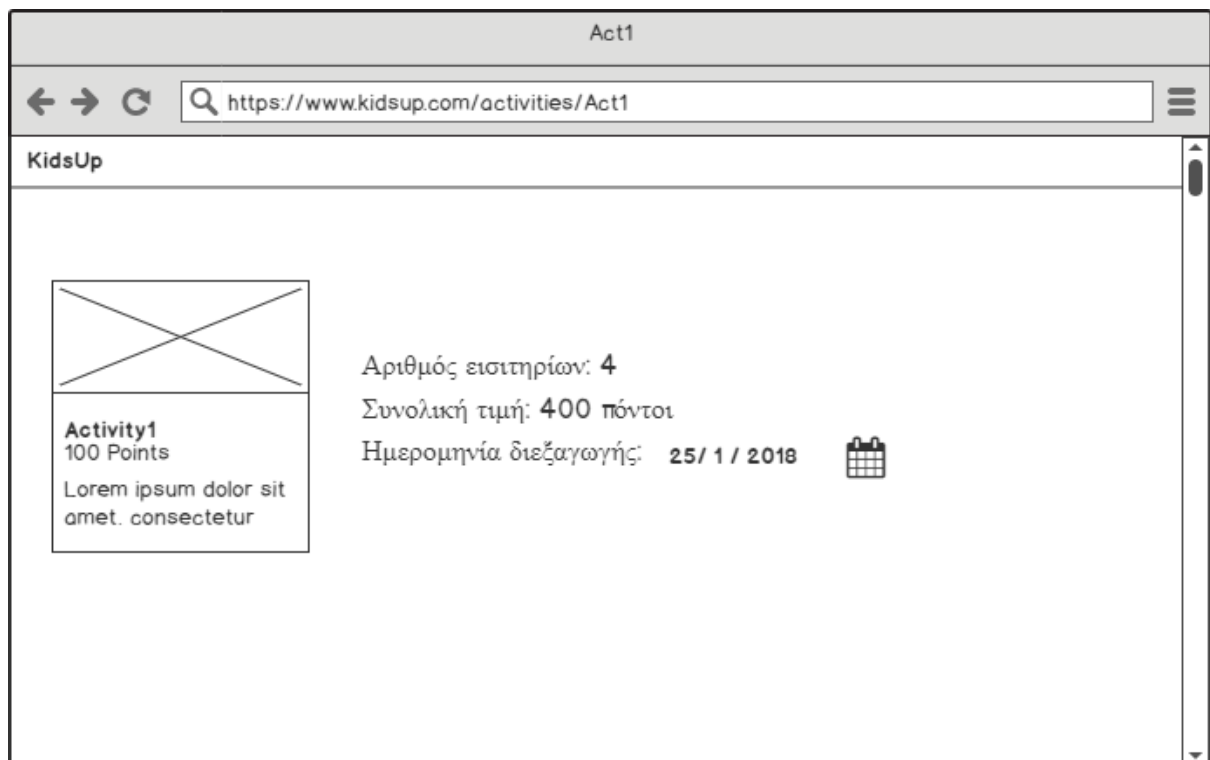 Act1
https://www.kidsup.com/activities/Act1
KidsUp
Activity1
100 Points
Lorem ipsum dolor sit
amet. consectetur
Αριθμός εισιτηρίων: 4
Συνολική τιμή: 400 πόντοι
Ημερομηνία διεξαγωγής: 25/ 1 / 2018